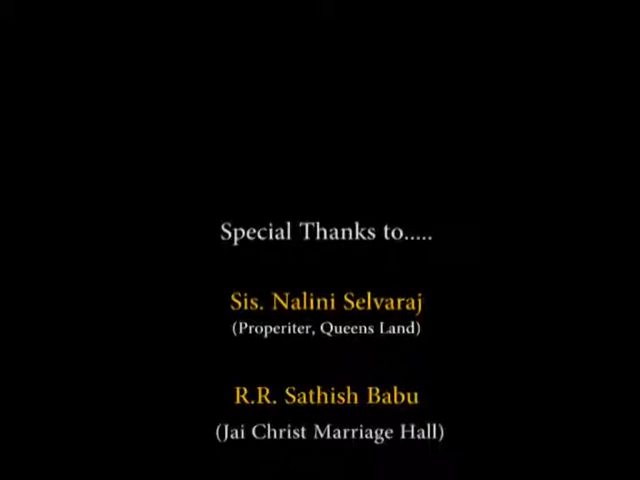 Special Thanks to.....
Sis. Nalini Selvaraj
(Properiter, Queens Land)
R.R. Sathish Babu
(Jai Christ Marriage Hall)